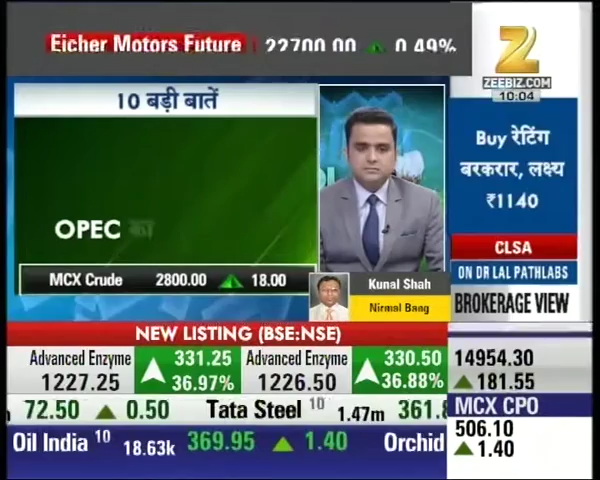 Eicher Motors Future 22700.00 0.49%
Z
ZEEBIZ.COM
10:04
10 बड़ी बातें
OPEC का
MCX Crude 2800.00 18.00
Buy रेटिंग
बरकरार, लक्ष्य
₹1140
CLSA
ON DR LAL PATHLABS
BROKERAGE VIEW
Kunal Shah
Nirmal Bang
NEW LISTING (BSE:NSE)
Advanced Enzyme 331.25 Advanced Enzyme 330.50
1227.25 36.97% 1226.50 36.88%
14954.30
181.55
72.50 0.50 Tata Steel 10 1.47m 361.8
MCX CPO
506.10
1.40
Oil India 10 18.63k 369.95 1.40 Orchid